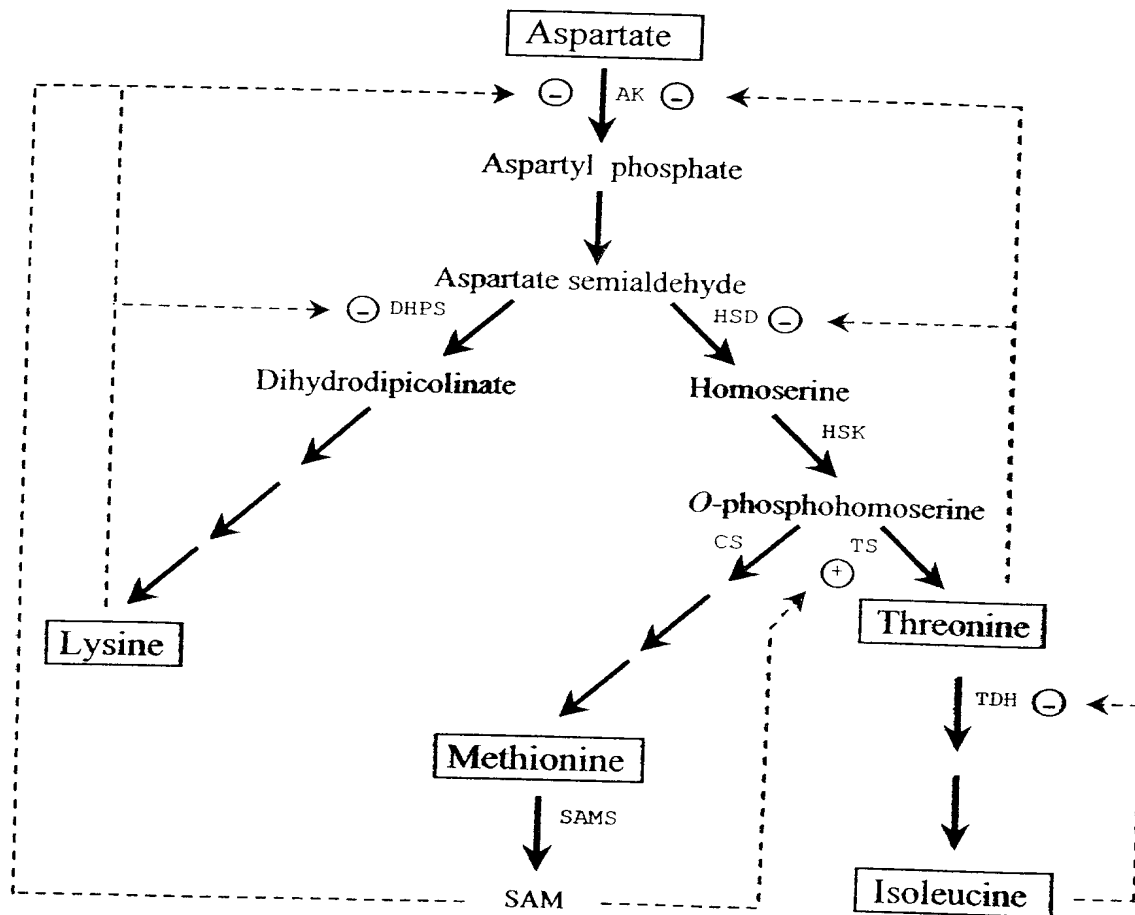 Aspartate
− AK −
Aspartyl phosphate
Aspartate semialdehyde
− DHPS HSD −
Dihydrodipicolinate Homoserine
HSK
O-phosphohomoserine
CS TS
+
Lysine Threonine
TDH −
Methionine
SAMS
SAM Isoleucine